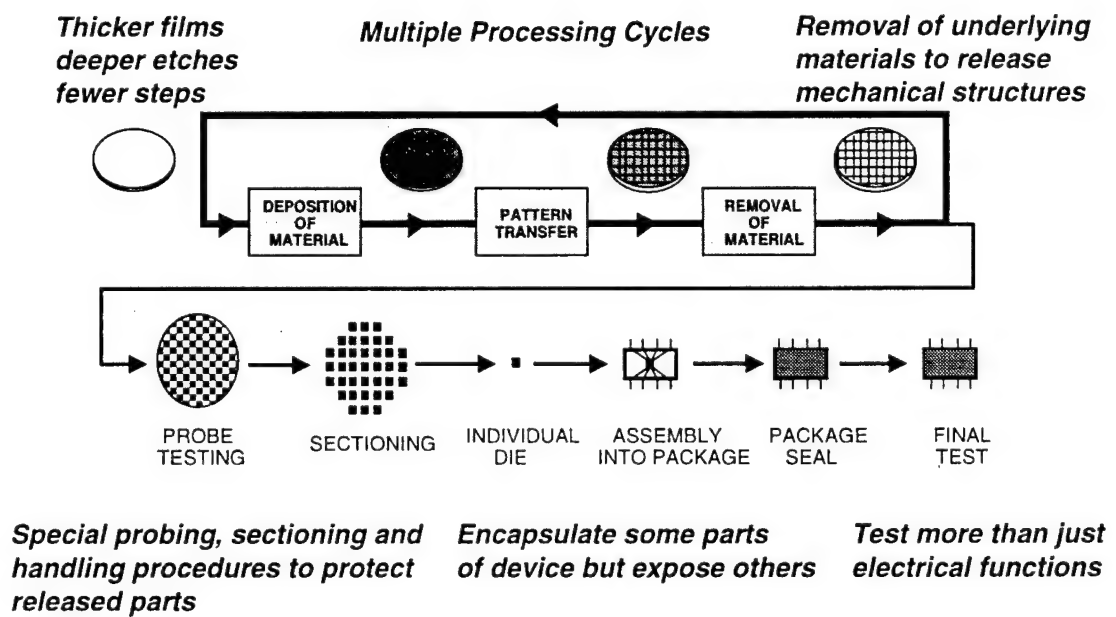 Thicker films
deeper etches
fewer steps
Multiple Processing Cycles
Removal of underlying
materials to release
mechanical structures
DEPOSITION
OF
MATERIAL
PATTERN
TRANSFER
REMOVAL
OF
MATERIAL
PROBE
TESTING
SECTIONING
INDIVIDUAL
DIE
ASSEMBLY
INTO PACKAGE
PACKAGE
SEAL
FINAL
TEST
Special probing, sectioning and
handling procedures to protect
released parts
Encapsulate some parts
of device but expose others
Test more than just
electrical functions